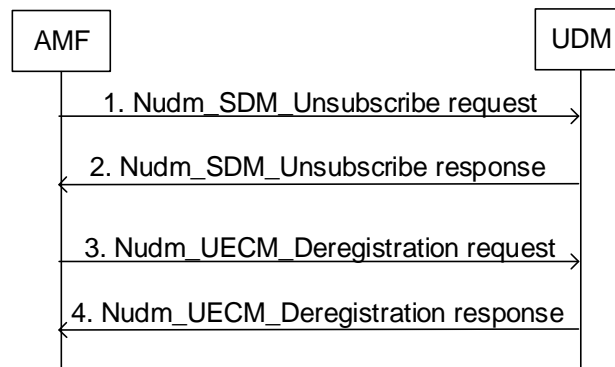 AMF
UDM
1. Nudm_SDM_Unsubscribe request
2. Nudm_SDM_Unsubscribe response
3. Nudm_UECM_Deregistration request
4. Nudm_UECM_Deregistration response